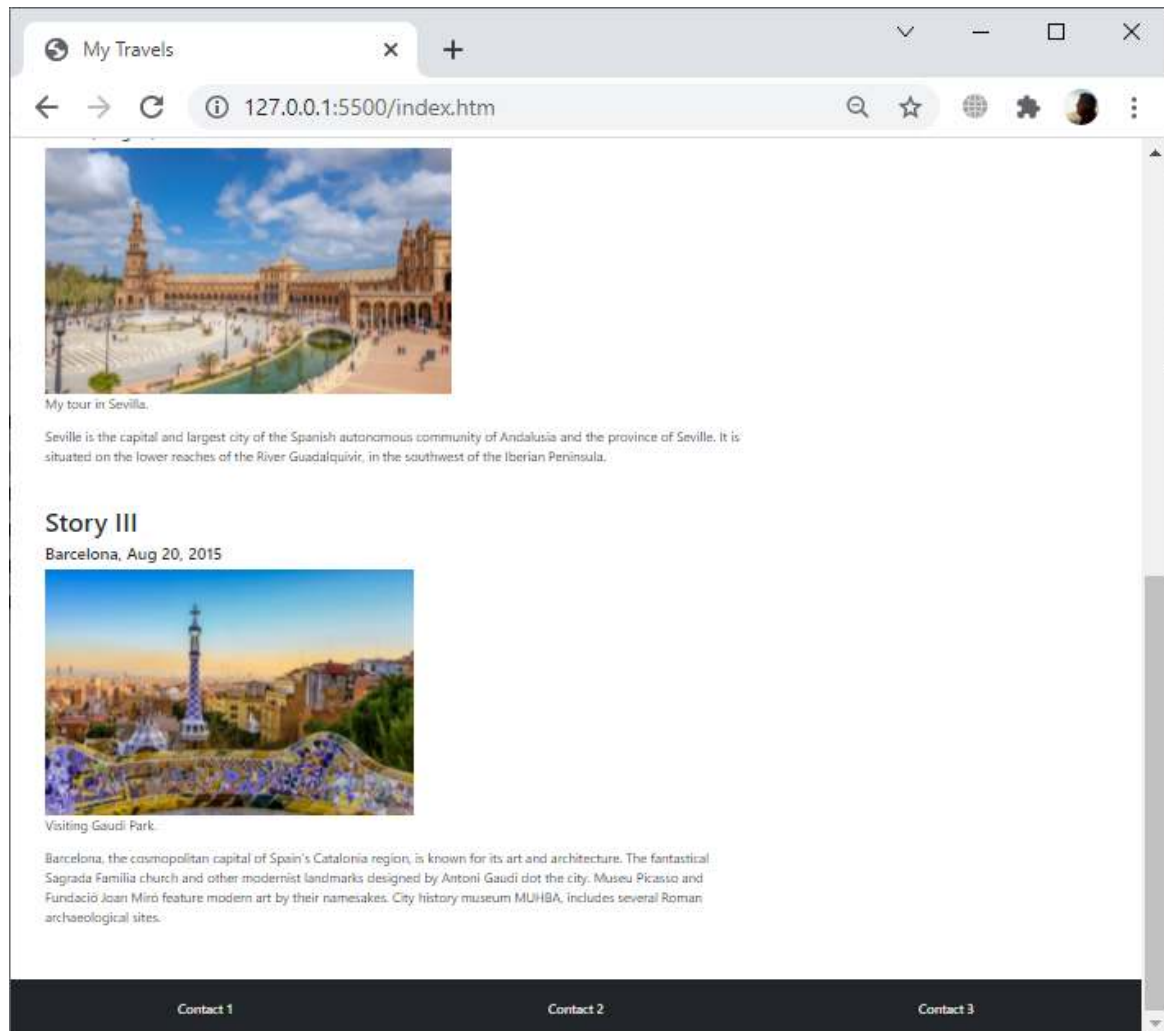 My Travels
127.0.0.1:5500/index.htm
My tour in Sevilla.
Seville is the capital and largest city of the Spanish autonomous community of Andalusia and the province of Seville. It is
situated on the lower reaches of the River Guadalquivir, in the southwest of the Iberian Peninsula.
Story III
Barcelona, Aug 20, 2015
Visiting Gaudi Park.
Barcelona, the cosmopolitan capital of Spain's Catalonia region, is known for its art and architecture. The fantastical
Sagrada Família church and other modernist landmarks designed by Antoni Gaudí dot the city. Museu Picasso and
Fundació Joan Miró feature modern art by their namesakes. City history museum MUHBA, includes several Roman
archaeological sites.
Contact 1
Contact 2
Contact 3